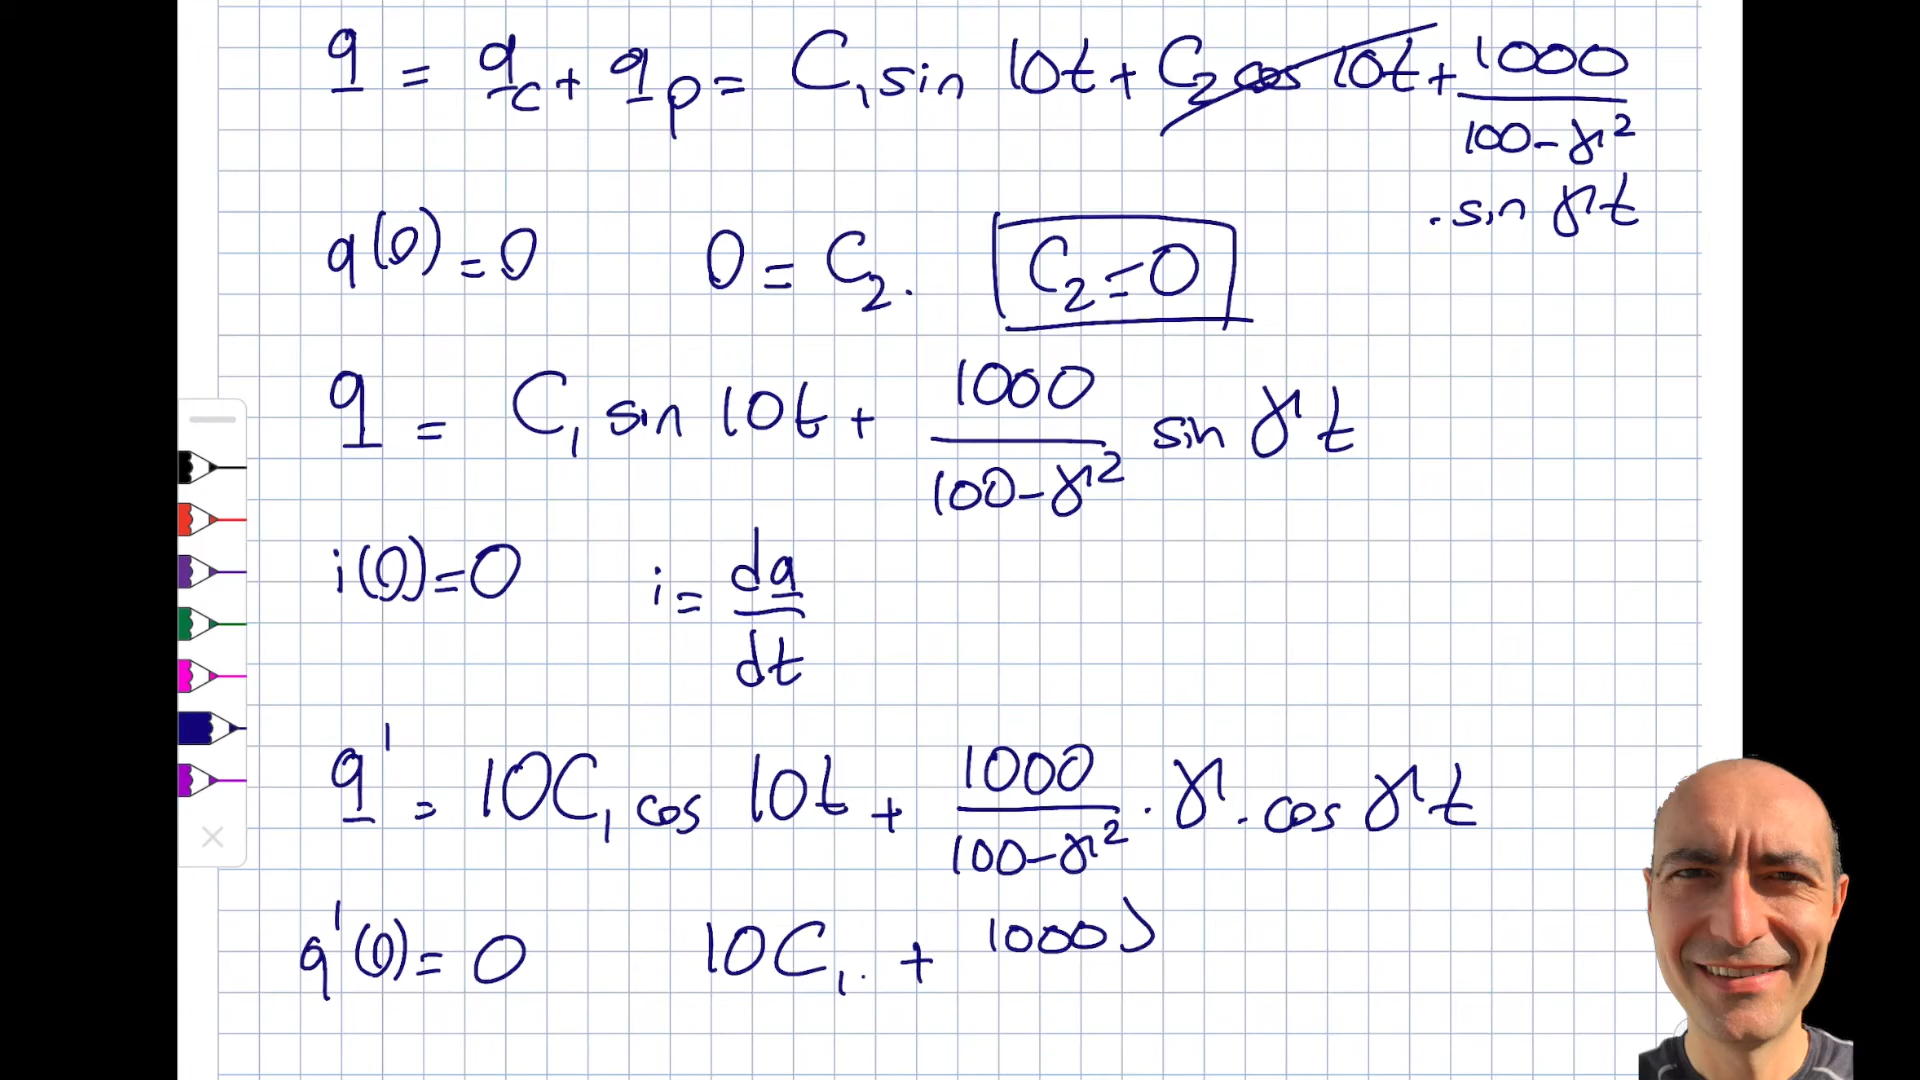 q = q_c + q_p = C₁ sin 10t + C₂ cos 10t + 1000 / (100 - γ²)
. sin γt
q(0) = 0 0 = C₂. C₂ = 0
q = C₁ sin 10t + 1000 / (100 - γ²) sin γt
i(0) = 0 i = dq / dt
q' = 10C₁ cos 10t + 1000 / (100 - γ²) . γ . cos γt
q'(0) = 0 10C₁. + 1000